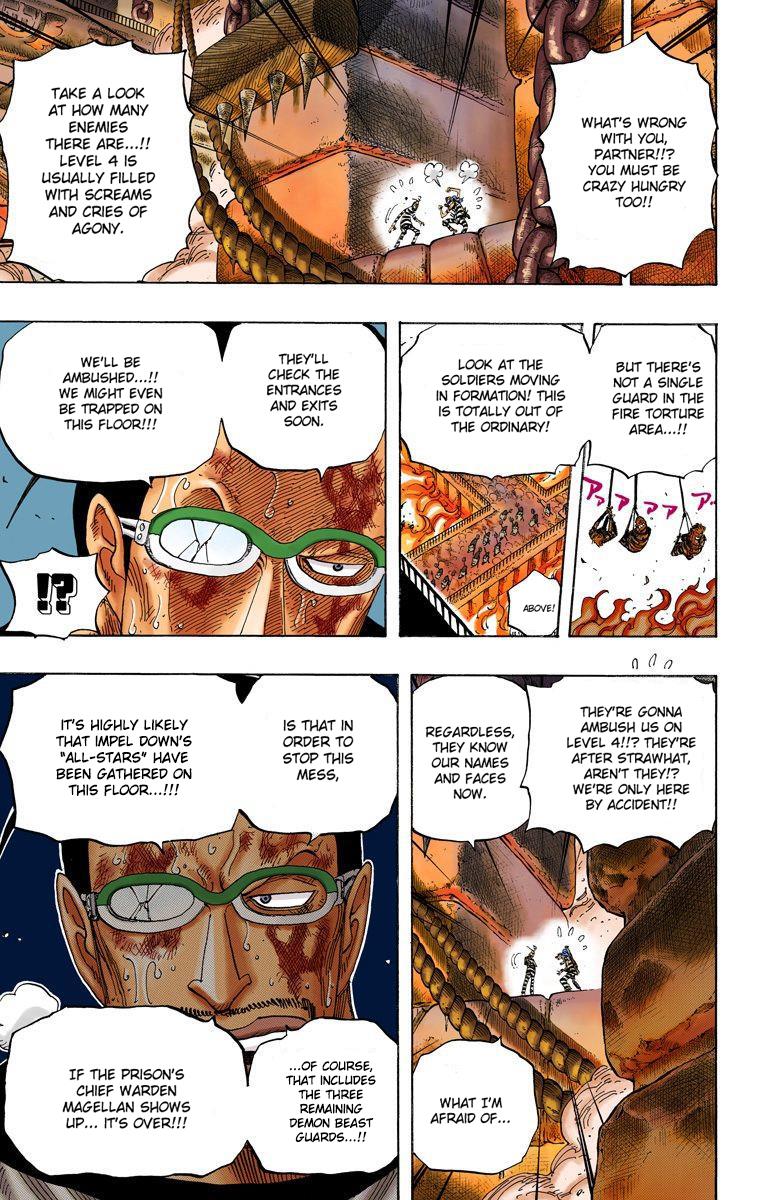 WHAT'S WRONG
WITH YOU,
PARTNER!!?
YOU MUST BE
CRAZY HUNGRY
TOO!!
TAKE A LOOK
AT HOW MANY
ENEMIES
THERE ARE...!!
LEVEL 4 IS
USUALLY FILLED
WITH SCREAMS
AND CRIES OF
AGONY.
BUT THERE'S
NOT A SINGLE
GUARD IN THE
FIRE TORTURE
AREA...!!
アァァァ
LOOK AT THE
SOLDIERS MOVING
IN FORMATION! THIS
IS TOTALLY OUT OF
THE ORDINARY!
ABOVE!
THEY'LL
CHECK THE
ENTRANCES
AND EXITS
SOON.
WE'LL BE
AMBUSHED...!!
WE MIGHT EVEN
BE TRAPPED ON
THIS FLOOR!!!
!?
THEY'RE GONNA
AMBUSH US ON
LEVEL 4!!? THEY'RE
AFTER STRAWHAT,
AREN'T THEY!?
WE'RE ONLY HERE
BY ACCIDENT!!
REGARDLESS,
THEY KNOW
OUR NAMES
AND FACES
NOW.
WHAT I'M
AFRAID OF...
IS THAT IN
ORDER TO
STOP THIS
MESS,
IT'S HIGHLY LIKELY
THAT IMPEL DOWN'S
"ALL-STARS" HAVE
BEEN GATHERED ON
THIS FLOOR...!!!
...OF COURSE,
THAT INCLUDES
THE THREE
REMAINING
DEMON BEAST
GUARDS...!!
IF THE PRISON'S
CHIEF WARDEN
MAGELLAN SHOWS
UP... IT'S OVER!!!